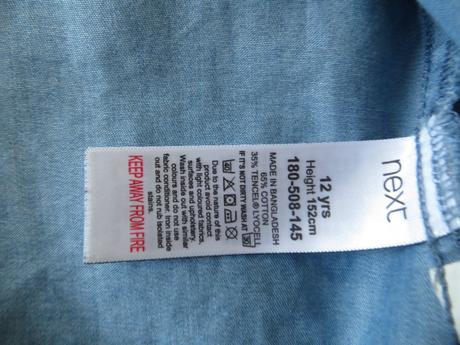 next
12 yrs
Height 152cm
180-508-145
65% COTTON
35% TENCEL® LYOCELL
MADE IN BANGLADESH
IF IT'S NOT DIRTY WASH AT 30
Due to the nature of this
product avoid contact
with light coloured fabrics,
surfaces and upholstery.
Wash inside out with similar
colours and do not use
fabric conditioner. Iron inside
out and do not rub isolated
stains.
KEEP AWAY FROM FIRE